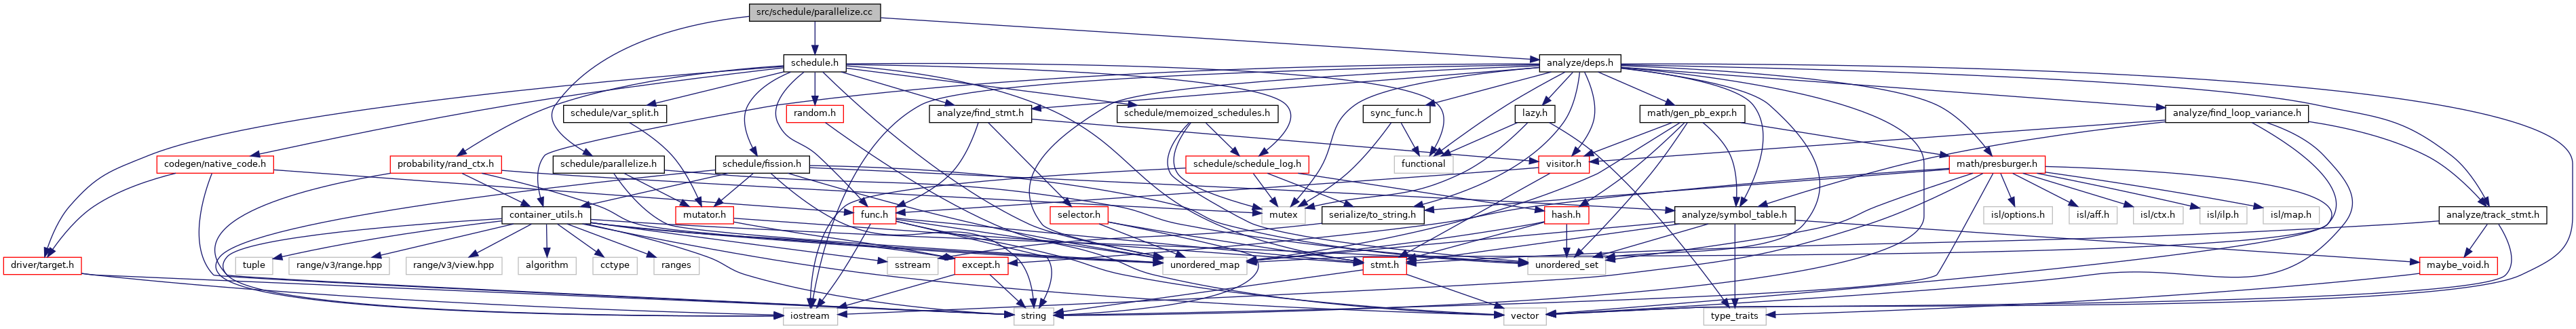 src/schedule/parallelize.cc
schedule.h
analyze/deps.h
schedule/var_split.h
random.h
analyze/find_stmt.h
schedule/memoized_schedules.h
sync_func.h
lazy.h
math/gen_pb_expr.h
analyze/find_loop_variance.h
codegen/native_code.h
probability/rand_ctx.h
schedule/parallelize.h
schedule/fission.h
schedule/schedule_log.h
functional
visitor.h
math/presburger.h
container_utils.h
mutator.h
func.h
selector.h
mutex
serialize/to_string.h
hash.h
analyze/symbol_table.h
isl/options.h
isl/aff.h
isl/ctx.h
isl/ilp.h
isl/map.h
analyze/track_stmt.h
driver/target.h
tuple
range/v3/range.hpp
range/v3/view.hpp
algorithm
cctype
ranges
sstream
except.h
unordered_map
stmt.h
unordered_set
maybe_void.h
iostream
string
vector
type_traits